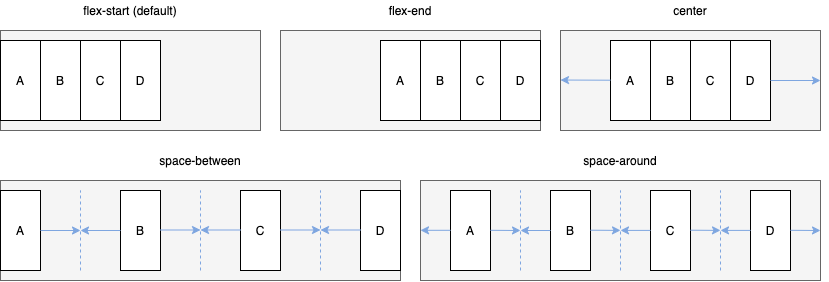 flex-start (default)
flex-end
center
A B C D
A B C D
A B C D
space-between
space-around
A B C D
A B C D